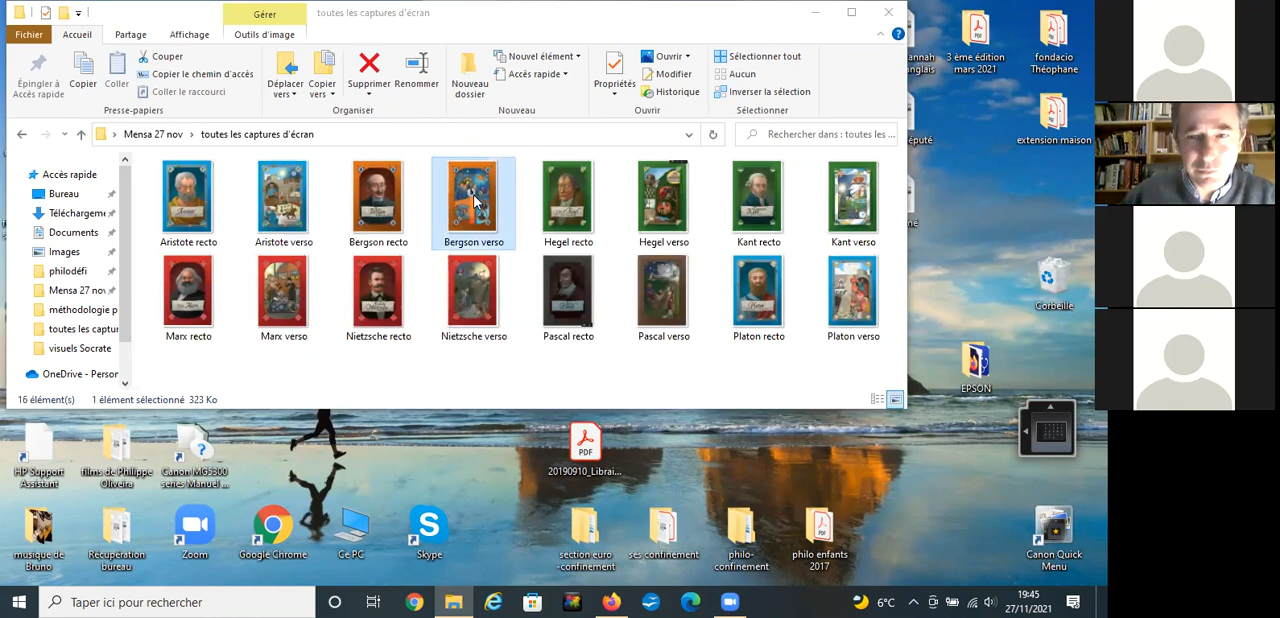 Gérer
toutes les captures d'écran
Fichier
Accueil
Partage
Affichage
Outils d'image
Épingler à
Accès rapide
Copier
Coller
Couper
Copier le chemin d'accès
Coller le raccourci
Presse-papiers
Déplacer
vers
Copier
vers
Supprimer
Renommer
Organiser
Nouveau
dossier
Nouvel élément
Accès rapide
Nouveau
Propriétés
Ouvrir
Modifier
Historique
Ouvrir
Sélectionner tout
Aucun
Inverser la sélection
Sélectionner
Mensa 27 nov > toutes les captures d'écran
Rechercher dans : toutes les ...
Accès rapide
Bureau
Téléchargeme
Documents
Images
philodéfi
Mensa 27 nov
méthologie p
toutes les captur
visuels Socrate
OneDrive - Person
Aristote recto
Aristote verso
Bergson recto
Bergson verso
Hegel recto
Hegel verso
Kant recto
Kant verso
Marx recto
Marx verso
Nietzsche recto
Nietzsche verso
Pascal recto
Pascal verso
Platon recto
Platon verso
16 élément(s)
1 élément sélectionné 323 Ko
annah
anglais
3 ème édition
mars 2021
fondacio
Théophane
éputé
extension maison
Corbeille
EPSON
HP Support
Assistant
films de Philippe
Oliveira
Canon MG5300
series Manuel ...
PDF
20190910_Librai...
musique de
Bruno
Récupération
bureau
Zoom
Google Chrome
Ce PC
Skype
section euro
-confinement
ses confinement
philo-
confinement
philo enfants
2017
Canon Quick
Menu
Taper ici pour rechercher
6°C
19:45
27/11/2021